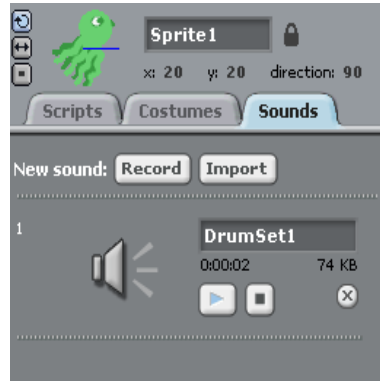 Sprite1
x: 20 y: 20 direction: 90
Scripts Costumes Sounds
New sound: Record Import
1
DrumSet1
0:00:02 74 KB